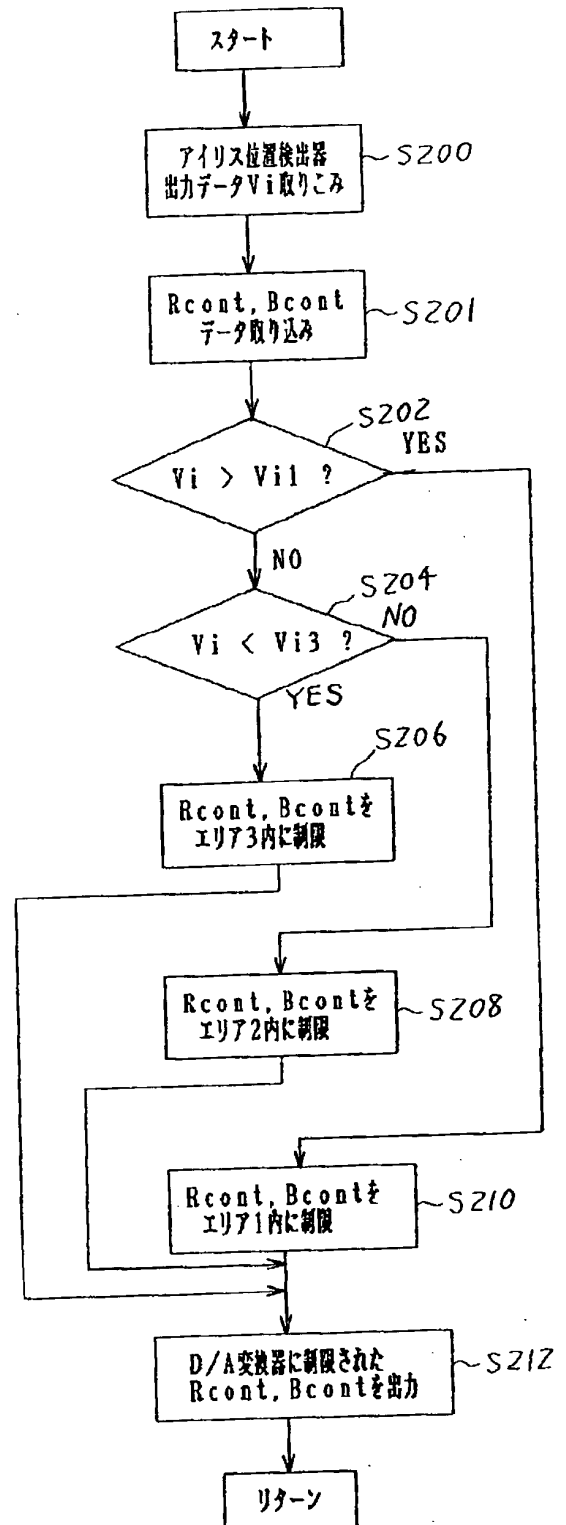 スタート
アイリス位置検出器
出力データVi取りこみ
S200
Rcont, Bcont
データ取り込み
S201
S202
YES
Vi > Vi1 ?
NO
S204
NO
Vi < Vi3 ?
YES
S206
Rcont, Bcontを
エリア3内に制限
Rcont, Bcontを
エリア2内に制限
S208
Rcont, Bcontを
エリア1内に制限
S210
D/A変換器に制限された
Rcont, Bcontを出力
S212
リターン